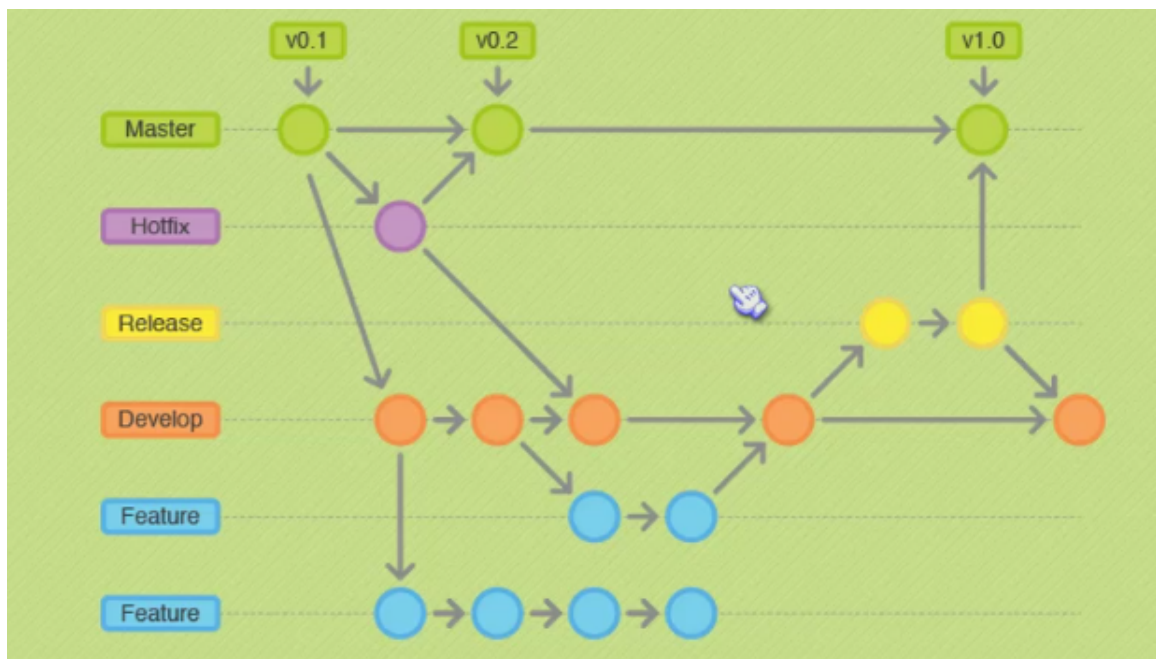 v0.1
v0.2
v1.0
Master
Hotfix
Release
Develop
Feature
Feature